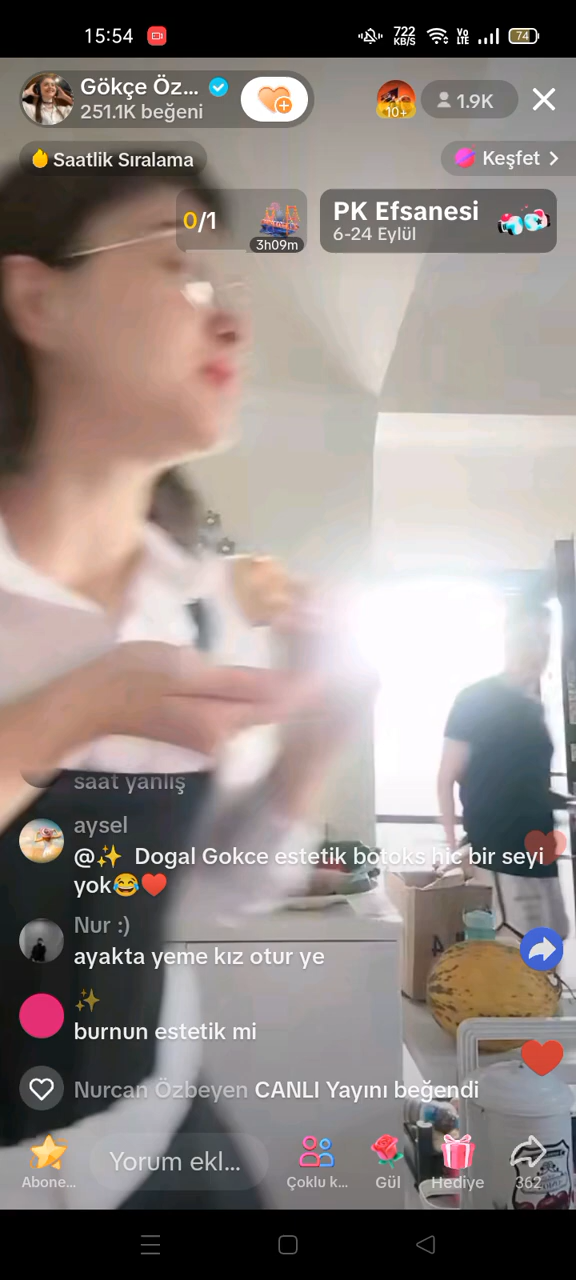 15:54
722
KB/S
Vo
LTE
74
Gökçe Öz...
251.1K beğeni
10+
1.9K
Saatlik Sıralama
Keşfet
0/1
3h09m
PK Efsanesi
6-24 Eylül
saat yanlış
aysel
@✨ Dogal Gokce estetik botoks hic bir seyi
yok😂❤️
Nur :)
ayakta yeme kız otur ye
✨
burnun estetik mi
Nurcan Özbeyen CANLI Yayını beğendi
Yorum ekl...
Abone...
Çoklu k...
Gül
Hediye
362